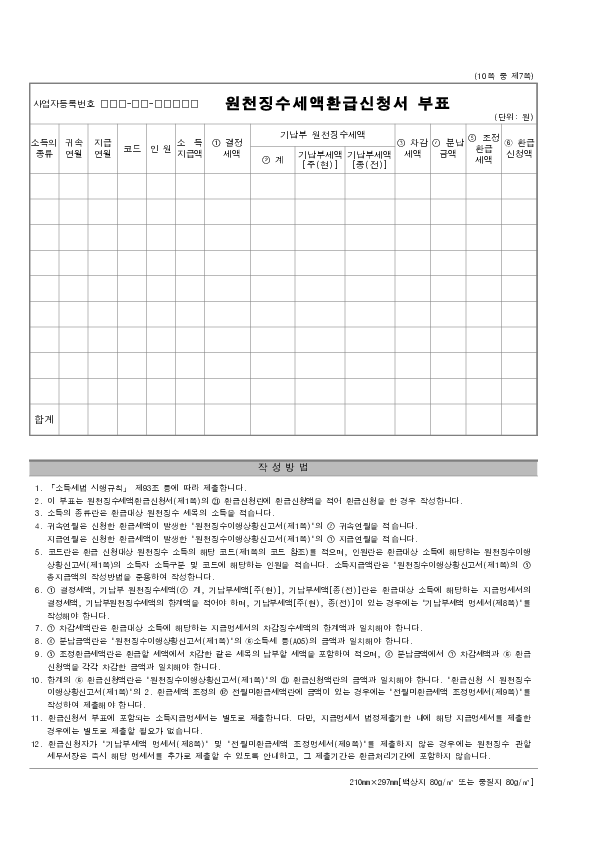 (10쪽 중 제7쪽)
사업자등록번호 □□□-□□-□□□□□ 원천징수세액환급신청서 부표
(단위: 원)
소득의 종류 귀속 연월 지급 연월 코드 인 원 소 득 지급액 ① 결정 세액 기납부 원천징수세액 ③ 차감 세액 ④ 분납 금액 ⑤ 조정 환급 세액 ⑥ 환급 신청액
② 계 기납부세액 [주(현)] 기납부세액 [종(전)]
합계
작 성 방 법
1. 「소득세법 시행규칙」 제93조 등에 따라 제출합니다.
2. 이 부표는 원천징수세액환급신청서(제1쪽)의 ㉑ 환급신청란에 환급신청액을 적어 환급신청을 한 경우 작성합니다.
3. 소득의 종류란은 환급대상 원천징수 세목의 소득을 적습니다.
4. 귀속연월은 신청한 환급세액이 발생한 "원천징수이행상황신고서(제1쪽)"의 ② 귀속연월을 적습니다.
지급연월은 신청한 환급세액이 발생한 "원천징수이행상황신고서(제1쪽)"의 ③ 지급연월을 적습니다.
5. 코드란은 환급 신청대상 원천징수 소득의 해당 코드(제1쪽의 코드 참조)를 적으며, 인원란은 환급대상 소득에 해당하는 원천징수이행
상황신고서(제1쪽)의 소득자 소득구분 및 코드에 해당하는 인원을 적습니다. 소득지급액란은 "원천징수이행상황신고서(제1쪽)의 ⑤
총지급액의 작성방법을 준용하여 작성합니다.
6. ① 결정세액, 기납부 원천징수세액(② 계, 기납부세액[주(현)], 기납부세액[종(전)]란은 환급대상 소득에 해당하는 지급명세서의
결정세액, 기납부원천징수세액의 합계액을 적어야 하며, 기납부세액[주(현), 종(전)]이 있는 경우에는 "기납부세액 명세서(제8쪽)"를
작성해야 합니다.
7. ③ 차감세액란은 환급대상 소득에 해당하는 지급명세서의 차감징수세액의 합계액과 일치해야 합니다.
8. ④ 분납금액란은 "원천징수이행상황신고서(제1쪽)"의 ⑥소득세 등(A05)의 금액과 일치해야 합니다.
9. ⑤ 조정환급세액란은 환급할 세액에서 차감한 같은 세목의 납부할 세액을 포함하여 적으며, ④ 분납금액에서 ③ 차감세액과 ⑥ 환급
신청액을 각각 차감한 금액과 일치해야 합니다.
10. 합계의 ⑥ 환급신청액란은 "원천징수이행상황신고서(제1쪽)"의 ㉑ 환급신청액란의 금액과 일치해야 합니다. "환급신청 시 원천징수
이행상황신고서(제1쪽)"의 2. 환급세액 조정의 ⑫ 전월미환급세액란에 금액이 있는 경우에는 "전월미환급세액 조정명세서(제9쪽)"를
작성하여 제출해야 합니다.
11. 환급신청서 부표에 포함되는 소득지급명세서는 별도로 제출합니다. 다만, 지급명세서 법정제출기한 내에 해당 지급명세서를 제출한
경우에는 별도로 제출할 필요가 없습니다.
12. 환급신청자가 "기납부세액 명세서(제8쪽)" 및 "전월미환급세액 조정명세서(제9쪽)"를 제출하지 않은 경우에는 원천징수 관할
세무서장은 즉시 해당 명세서를 추가로 제출할 수 있도록 안내하고, 그 제출기간은 환급처리기간에 포함하지 않습니다.
210mm×297mm[백상지 80g/㎡ 또는 중질지 80g/㎡]